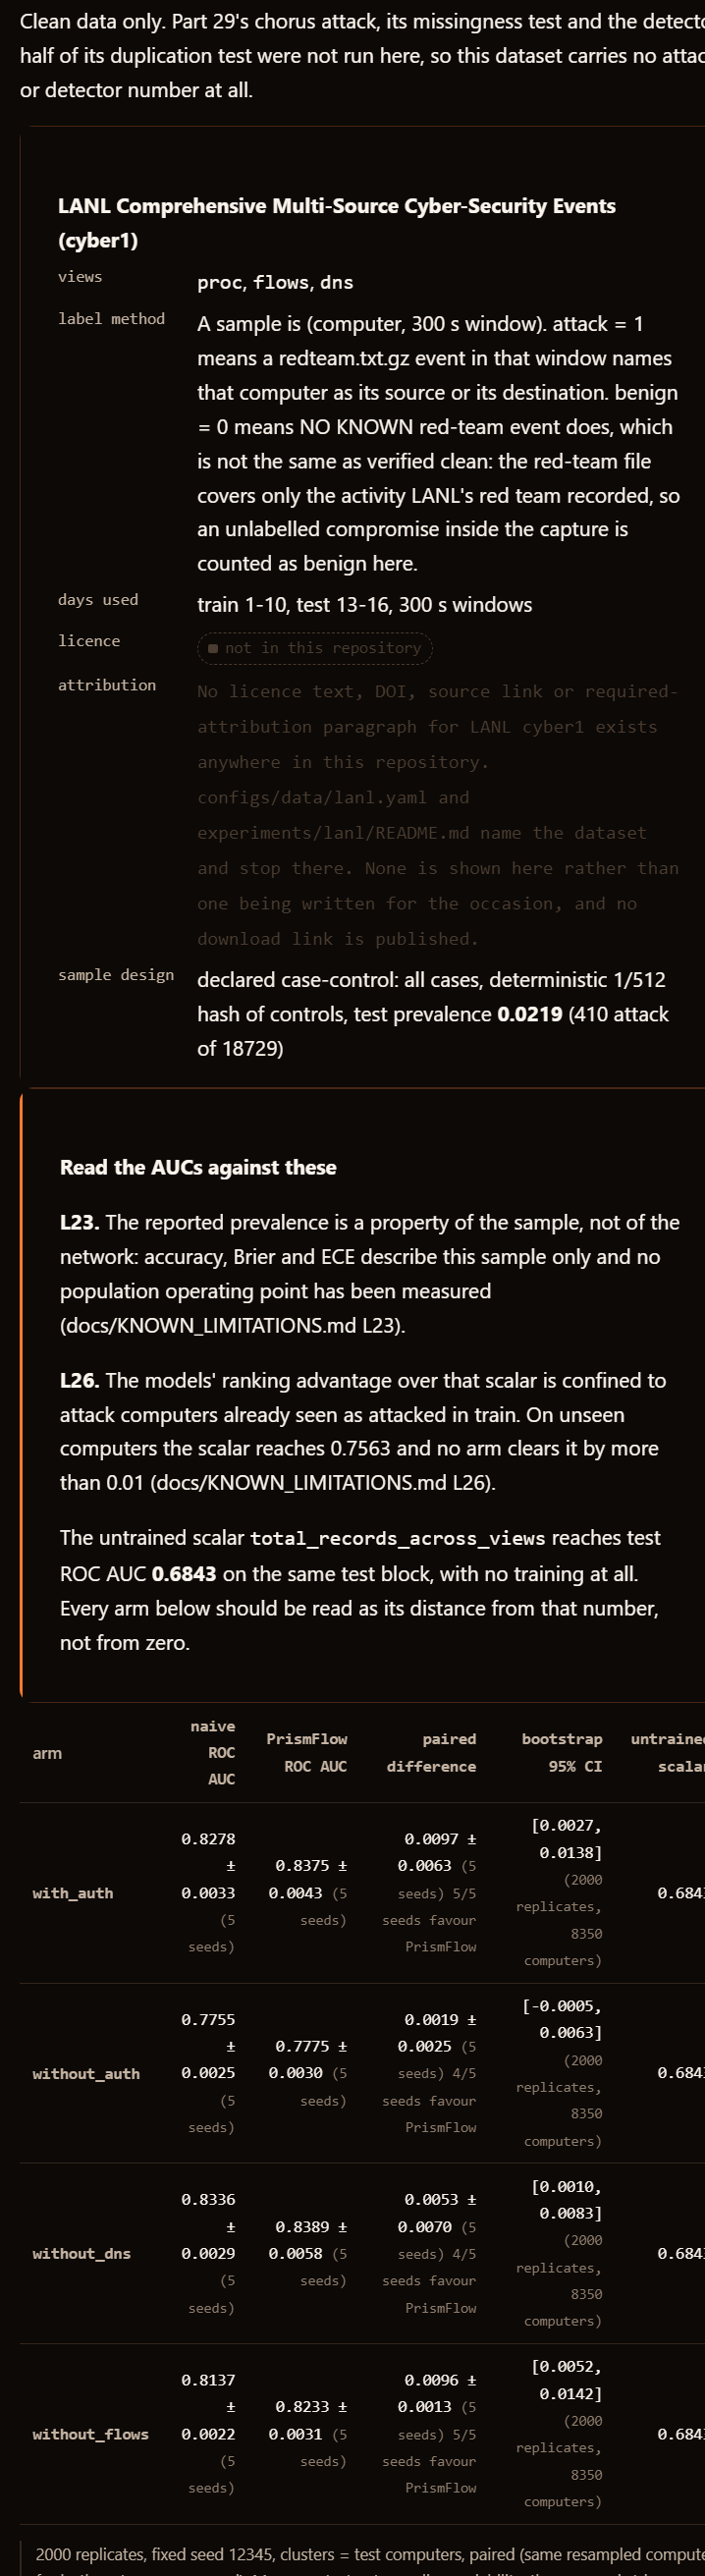 Clean data only. Part 29's chorus attack, its missingness test and the
half of its duplication test were not run here, so this dataset carries no
or detector number at all.
LANL Comprehensive Multi-Source Cyber-Security Events
(cyber1)
views proc, flows, dns
label method A sample is (computer, 300 s window). attack = 1
means a redteam.txt.gz event in that window names
that computer as its source or its destination. benign
= 0 means NO KNOWN red-team event does, which
is not the same as verified clean: the red-team file
covers only the activity LANL's red team recorded, so
an unlabelled compromise inside the capture is
counted as benign here.
days used train 1-10, test 13-16, 300 s windows
licence not in this repository
attribution No licence text, DOI, source link or required-
attribution paragraph for LANL cyber1 exists
anywhere in this repository.
configs/data/lanl.yaml and
experiments/lanl/README.md name the dataset
and stop there. None is shown here rather than
one being written for the occasion, and no
download link is published.
sample design declared case-control: all cases, deterministic 1/512
hash of controls, test prevalence 0.0219 (410 attack
of 18729)
Read the AUCs against these
L23. The reported prevalence is a property of the sample, not of the
network: accuracy, Brier and ECE describe this sample only and no
population operating point has been measured
(docs/KNOWN_LIMITATIONS.md L23).
L26. The models' ranking advantage over that scalar is confined to
attack computers already seen as attacked in train. On unseen
computers the scalar reaches 0.7563 and no arm clears it by more
than 0.01 (docs/KNOWN_LIMITATIONS.md L26).
The untrained scalar total_records_across_views reaches test
ROC AUC 0.6843 on the same test block, with no training at all.
Every arm below should be read as its distance from that number,
not from zero.
arm naive ROC AUC PrismFlow ROC AUC paired difference bootstrap 95% CI
with_auth 0.8278 ± 0.0033 (5 seeds) 0.8375 ± 0.0043 (5 seeds) 0.0097 ± 0.0063 (5 seeds) 5/5 seeds favour PrismFlow [0.0027, 0.0138] (2000 replicates, 8350 computers)
without_auth 0.7755 ± 0.0025 (5 seeds) 0.7775 ± 0.0030 (5 seeds) 0.0019 ± 0.0025 (5 seeds) 4/5 seeds favour PrismFlow [-0.0005, 0.0063] (2000 replicates, 8350 computers)
without_dns 0.8336 ± 0.0029 (5 seeds) 0.8389 ± 0.0058 (5 seeds) 0.0053 ± 0.0070 (5 seeds) 4/5 seeds favour PrismFlow [0.0010, 0.0083] (2000 replicates, 8350 computers)
without_flows 0.8137 ± 0.0022 (5 seeds) 0.8233 ± 0.0031 (5 seeds) 0.0096 ± 0.0013 (5 seeds) 5/5 seeds favour PrismFlow [0.0052, 0.0142] (2000 replicates, 8350 computers)
2000 replicates, fixed seed 12345, clusters = test computers, paired (same resampled